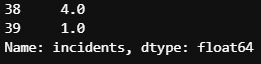 38     4.0
39     1.0
Name: incidents, dtype: float64